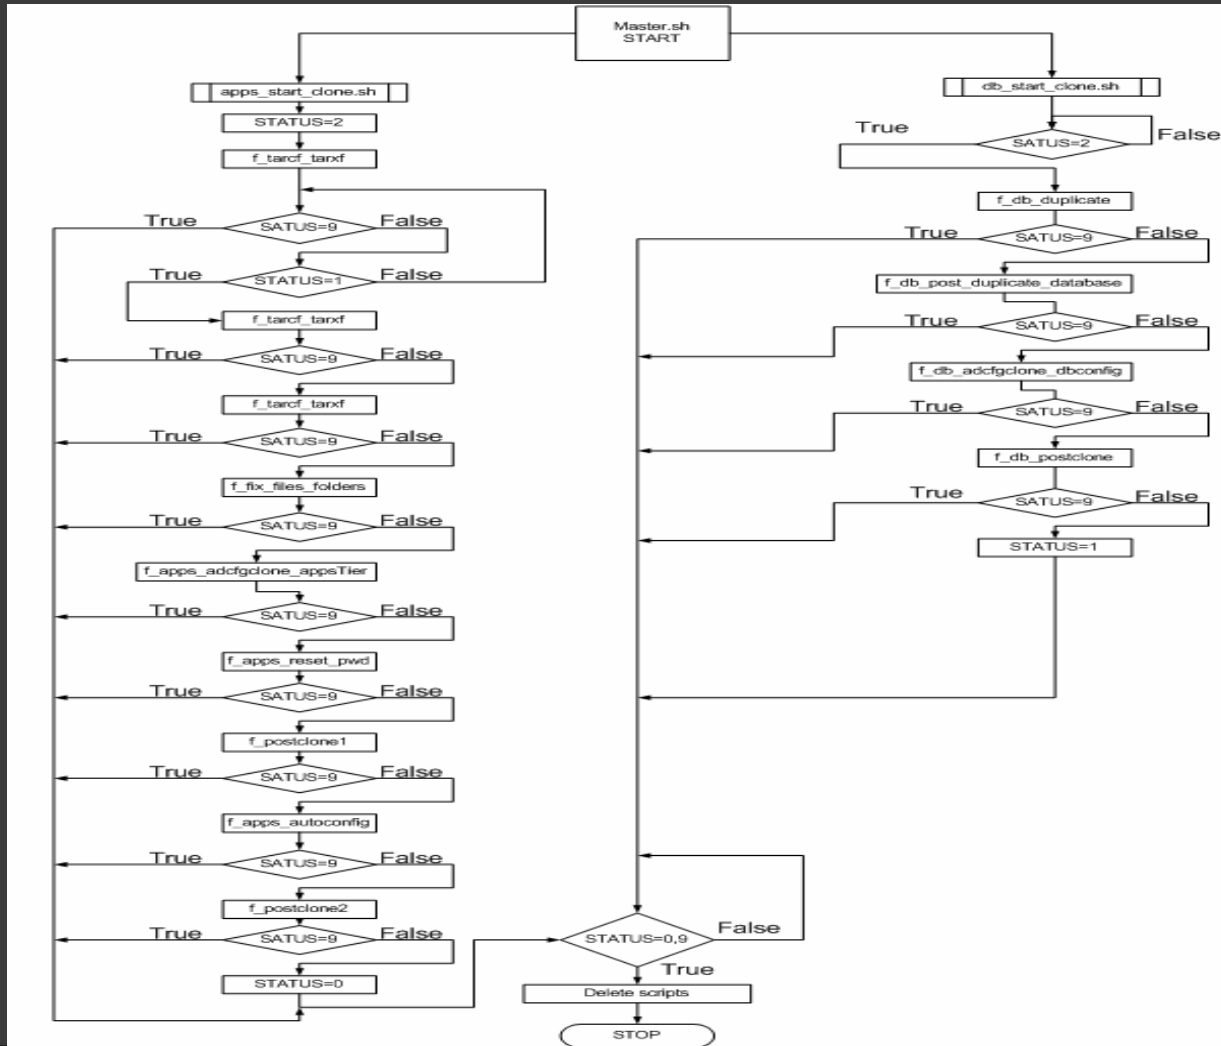 Master.sh
START
apps_start_clone.sh
STATUS=2
f_tarcf_tarxf
True
SATUS=9
False
True
STATUS=1
False
f_tarcf_tarxf
True
SATUS=9
False
f_tarcf_tarxf
True
SATUS=9
False
f_fix_files_folders
True
SATUS=9
False
f_apps_adcfgclone_appsTier
True
SATUS=9
False
f_apps_reset_pwd
True
SATUS=9
False
f_postclone1
True
SATUS=9
False
f_apps_autoconfig
True
SATUS=9
False
f_postclone2
True
SATUS=9
False
STATUS=0
db_start_clone.sh
True
SATUS=2
False
f_db_duplicate
True
SATUS=9
False
f_db_post_duplicate_database
True
SATUS=9
False
f_db_adcfgclone_dbconfig
True
SATUS=9
False
f_db_postclone
True
SATUS=9
False
STATUS=1
STATUS=0,9
False
True
Delete scripts
STOP